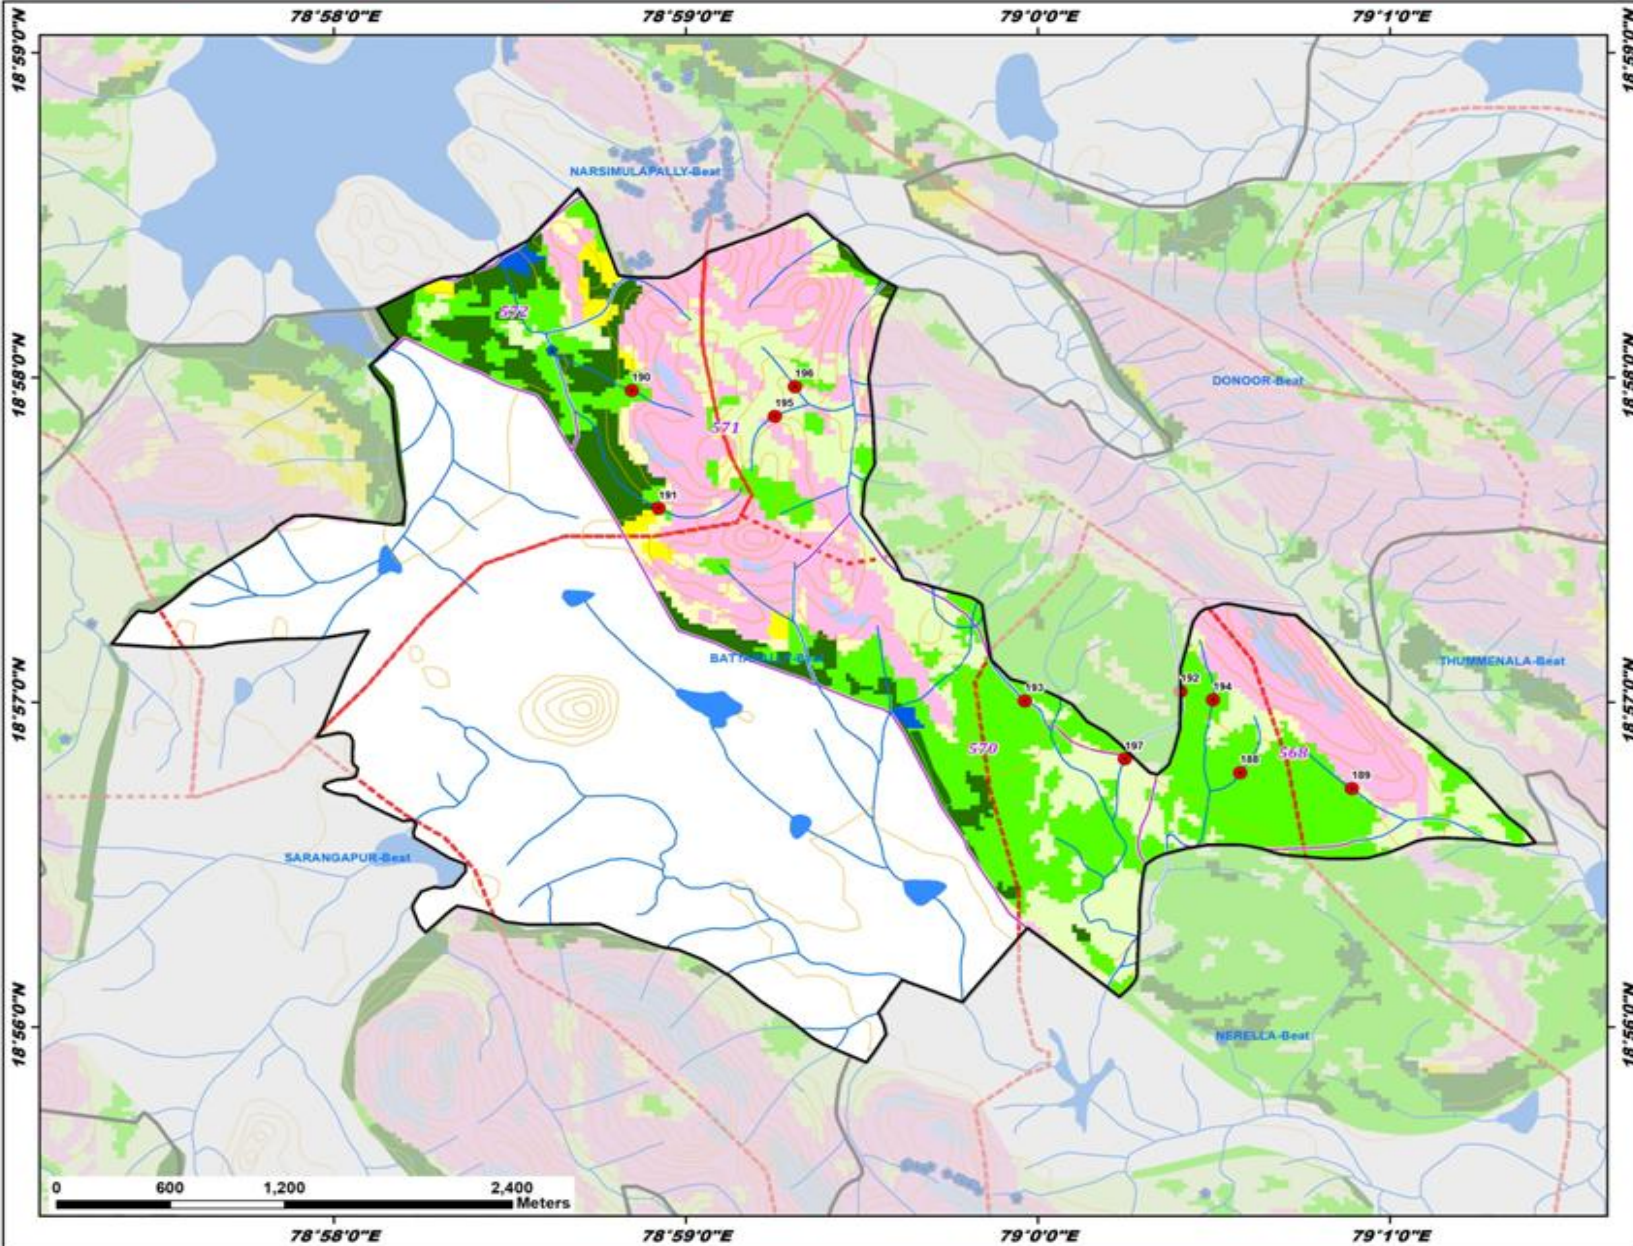 78°58'0"E 78°59'0"E 79°0'0"E 79°1'0"E
18°59'0"N 18°59'0"N
NARSIMULAPALLY-Beat
572
18°58'0"N 18°58'0"N
190 196 DONOOR-Beat
195
571
191
BATTAPALLY-Beat THUMMENALA-Beat
192 194
193
18°57'0"N 18°57'0"N
570 197 568
188 189
SARANGAPUR-Beat
18°56'0"N 18°56'0"N
NERELLA-Beat
0 600 1,200 2,400
Meters
78°58'0"E 78°59'0"E 79°0'0"E 79°1'0"E